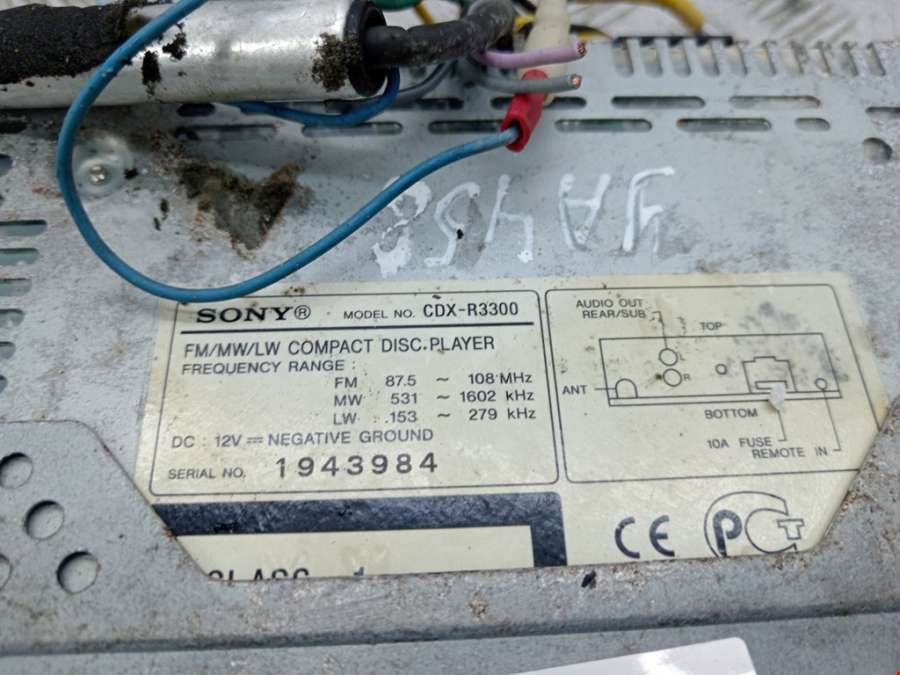 SONY® MODEL NO. CDX-R3300
FM/MW/LW COMPACT DISC PLAYER
FREQUENCY RANGE :
FM 87.5 ~ 108 MHz
MW 531 ~ 1602 kHz
LW 153 ~ 279 kHz
DC : 12V ⎓ NEGATIVE GROUND
SERIAL NO. 1943984
AUDIO OUT
REAR/SUB
TOP
L
R
ANT
BOTTOM
10A FUSE
REMOTE IN
CE